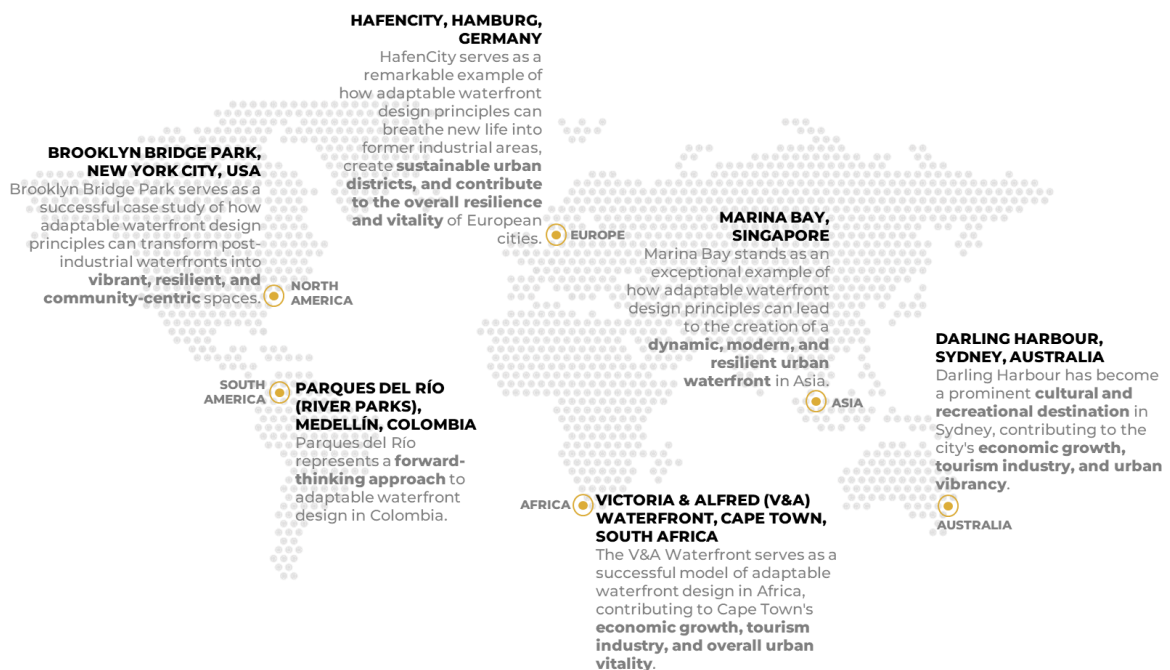 HAFENCITY, HAMBURG,
GERMANY
HafenCity serves as a
remarkable example of
how adaptable waterfront
design principles can
breathe new life into
former industrial areas,
create sustainable urban
districts, and contribute
to the overall resilience
and vitality of European
cities.
EUROPE
BROOKLYN BRIDGE PARK,
NEW YORK CITY, USA
Brooklyn Bridge Park serves as a
successful case study of how
adaptable waterfront design
principles can transform post-
industrial waterfronts into
vibrant, resilient, and
community-centric spaces.
NORTH
AMERICA
MARINA BAY,
SINGAPORE
Marina Bay stands as an
exceptional example of
how adaptable waterfront
design principles can lead
to the creation of a
dynamic, modern, and
resilient urban
waterfront in Asia.
ASIA
DARLING HARBOUR,
SYDNEY, AUSTRALIA
Darling Harbour has become
a prominent cultural and
recreational destination in
Sydney, contributing to the
city's economic growth,
tourism industry, and urban
vibrancy.
AUSTRALIA
SOUTH
AMERICA
PARQUES DEL RÍO
(RIVER PARKS),
MEDELLÍN, COLOMBIA
Parques del Río
represents a forward-
thinking approach to
adaptable waterfront
design in Colombia.
AFRICA
VICTORIA & ALFRED (V&A)
WATERFRONT, CAPE TOWN,
SOUTH AFRICA
The V&A Waterfront serves as a
successful model of adaptable
waterfront design in Africa,
contributing to Cape Town's
economic growth, tourism
industry, and overall urban
vitality.